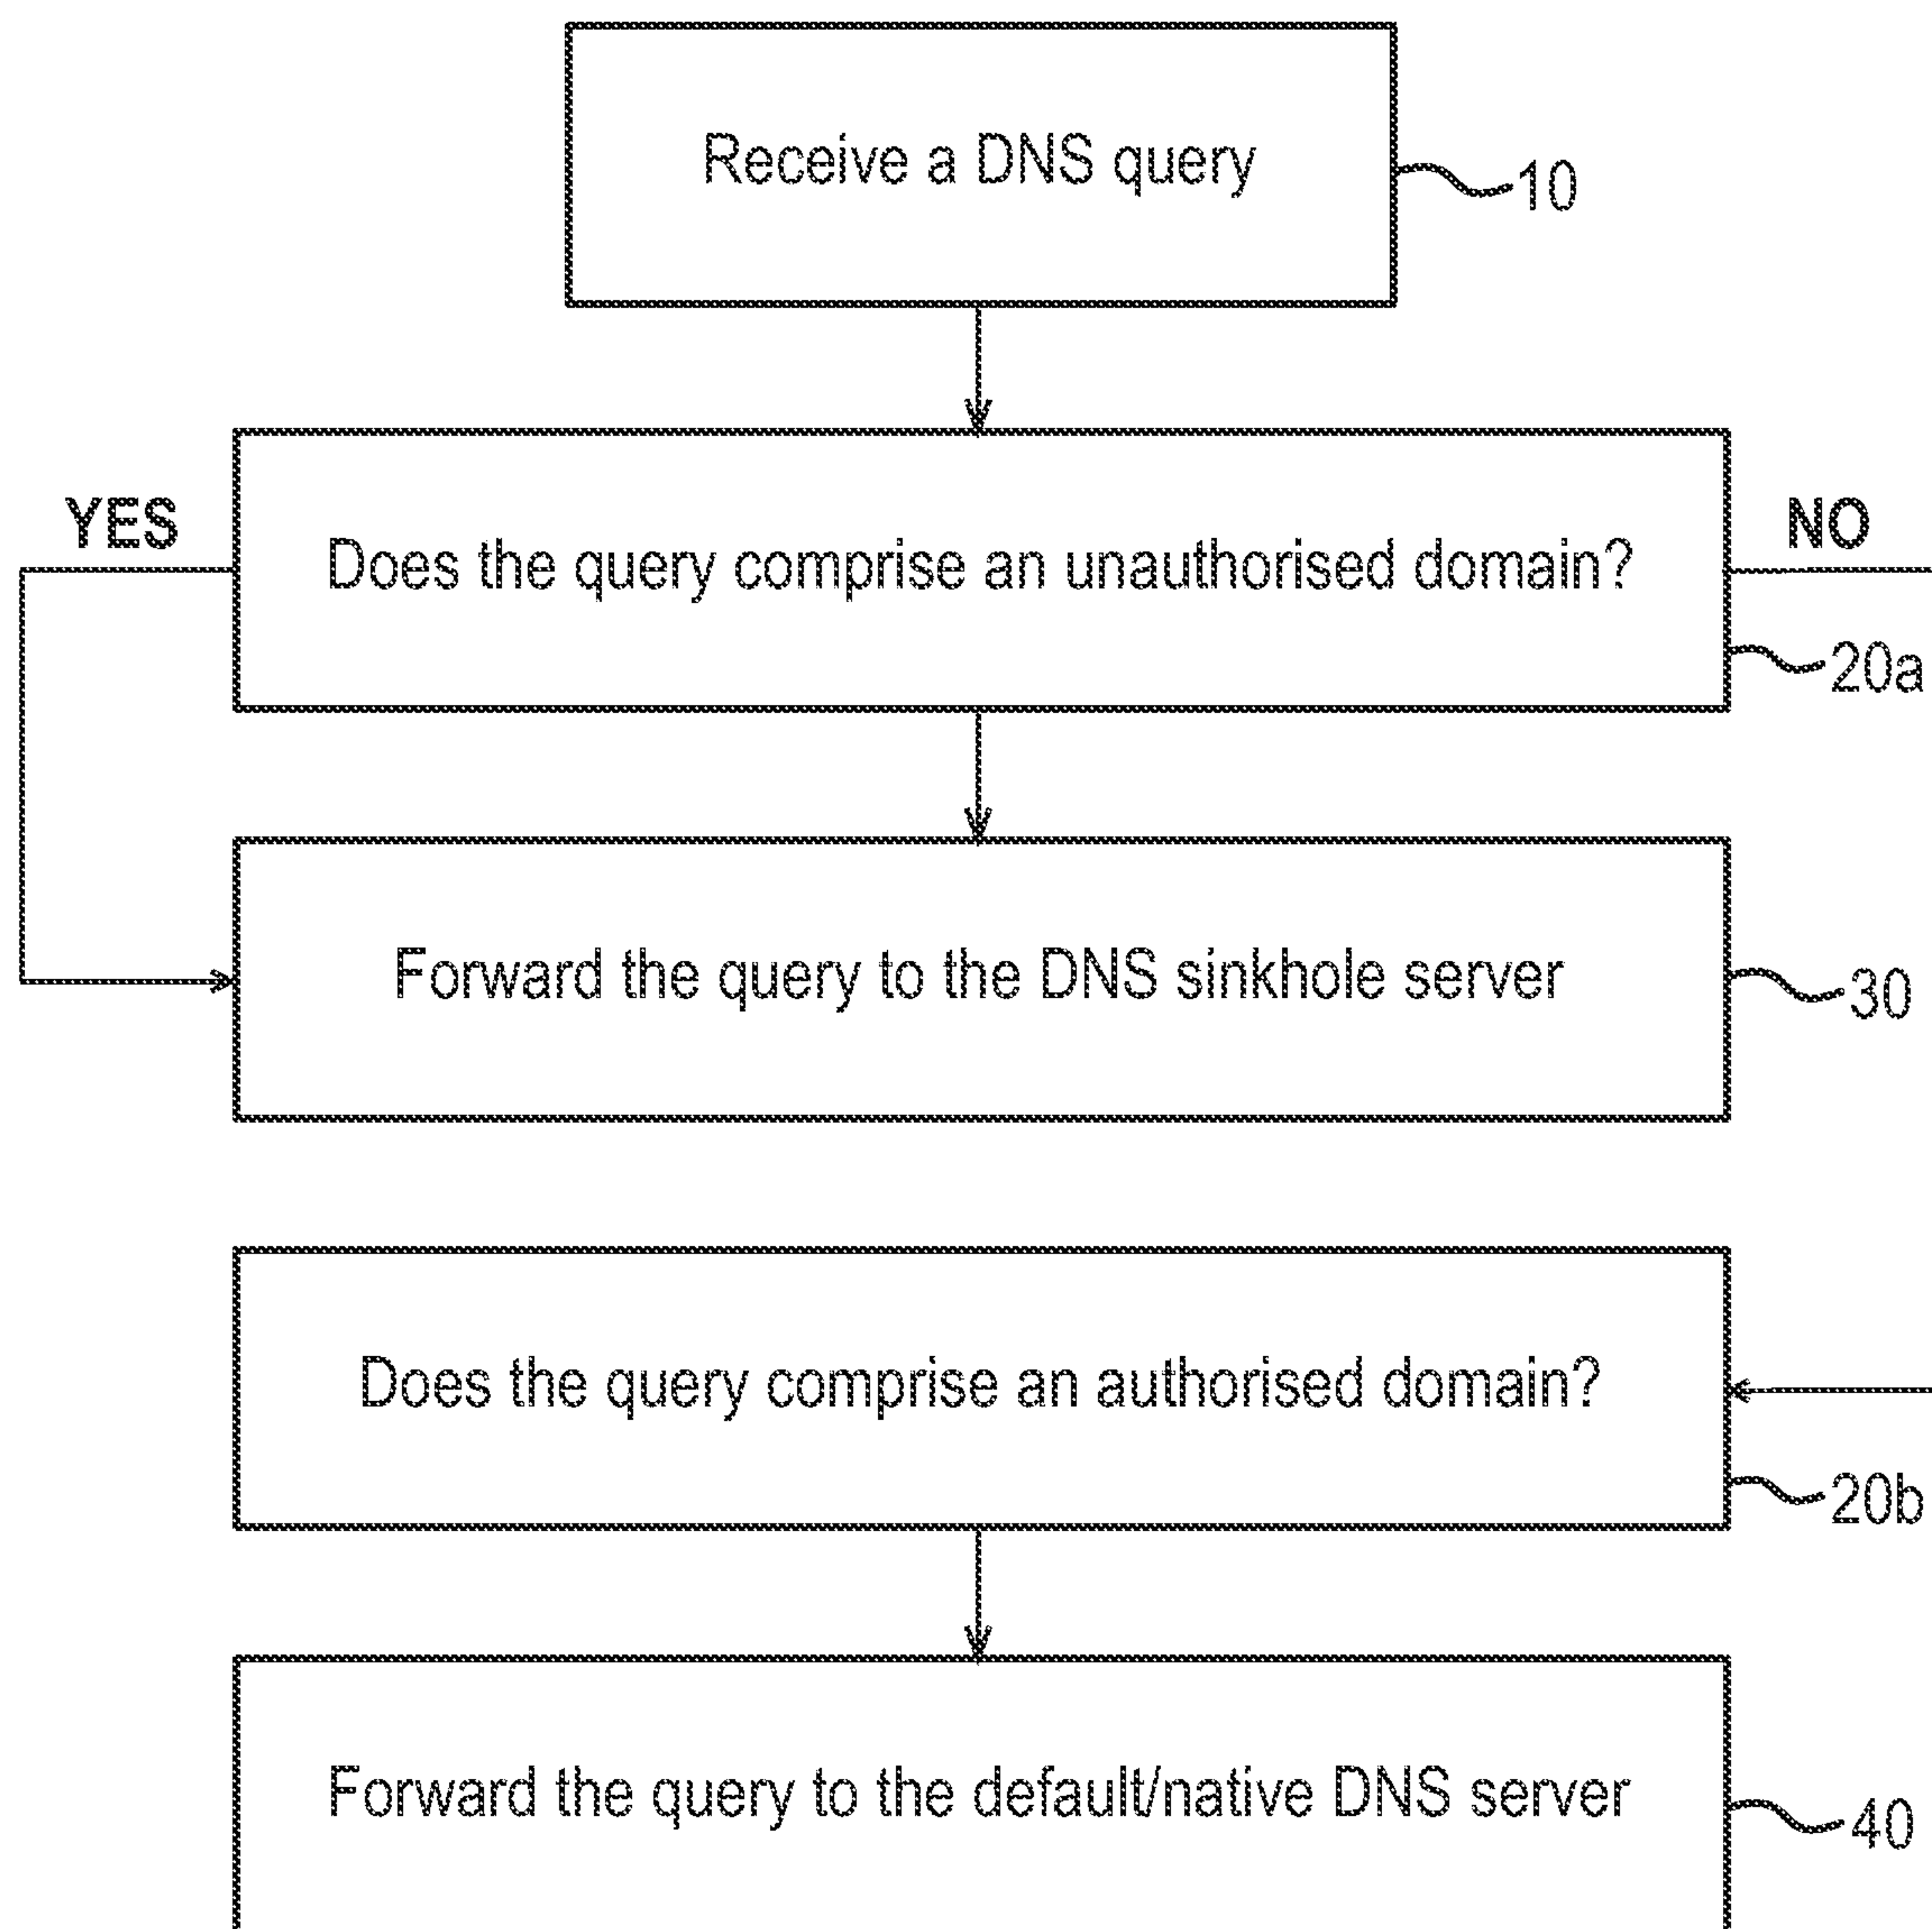 Receive a DNS query
10
YES
NO
Does the query comprise an unauthorised domain?
20a
Forward the query to the DNS sinkhole server
30
Does the query comprise an authorised domain?
20b
Forward the query to the default/native DNS server
40